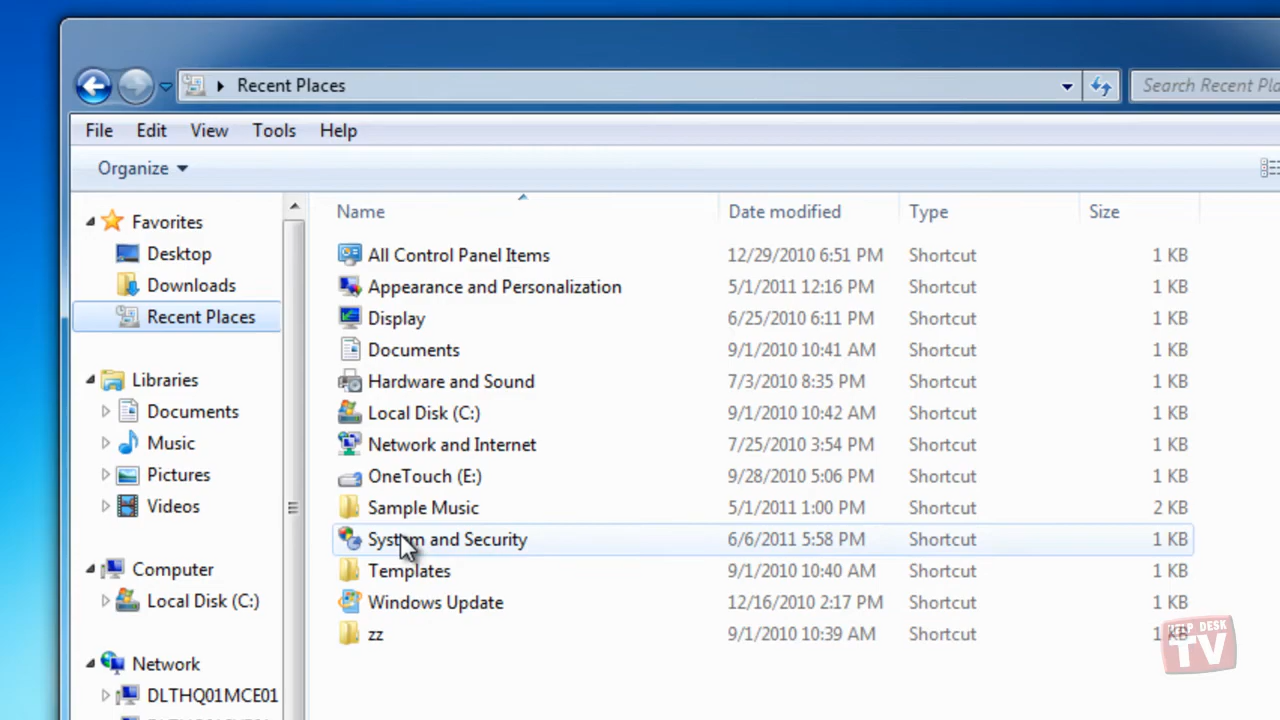 Recent Places
Search Recent Pla
File Edit View Tools Help
Organize
Name Date modified Type Size
Favorites
Desktop
Downloads
Recent Places
Libraries
Documents
Music
Pictures
Videos
Computer
Local Disk (C:)
Network
DLTHQ01MCE01
All Control Panel Items 12/29/2010 6:51 PM Shortcut 1 KB
Appearance and Personalization 5/1/2011 12:16 PM Shortcut 1 KB
Display 6/25/2010 6:11 PM Shortcut 1 KB
Documents 9/1/2010 10:41 AM Shortcut 1 KB
Hardware and Sound 7/3/2010 8:35 PM Shortcut 1 KB
Local Disk (C:) 9/1/2010 10:42 AM Shortcut 1 KB
Network and Internet 7/25/2010 3:54 PM Shortcut 1 KB
OneTouch (E:) 9/28/2010 5:06 PM Shortcut 1 KB
Sample Music 5/1/2011 1:00 PM Shortcut 2 KB
System and Security 6/6/2011 5:58 PM Shortcut 1 KB
Templates 9/1/2010 10:40 AM Shortcut 1 KB
Windows Update 12/16/2010 2:17 PM Shortcut 1 KB
zz 9/1/2010 10:39 AM Shortcut 1 KB
HELP DESK
TV